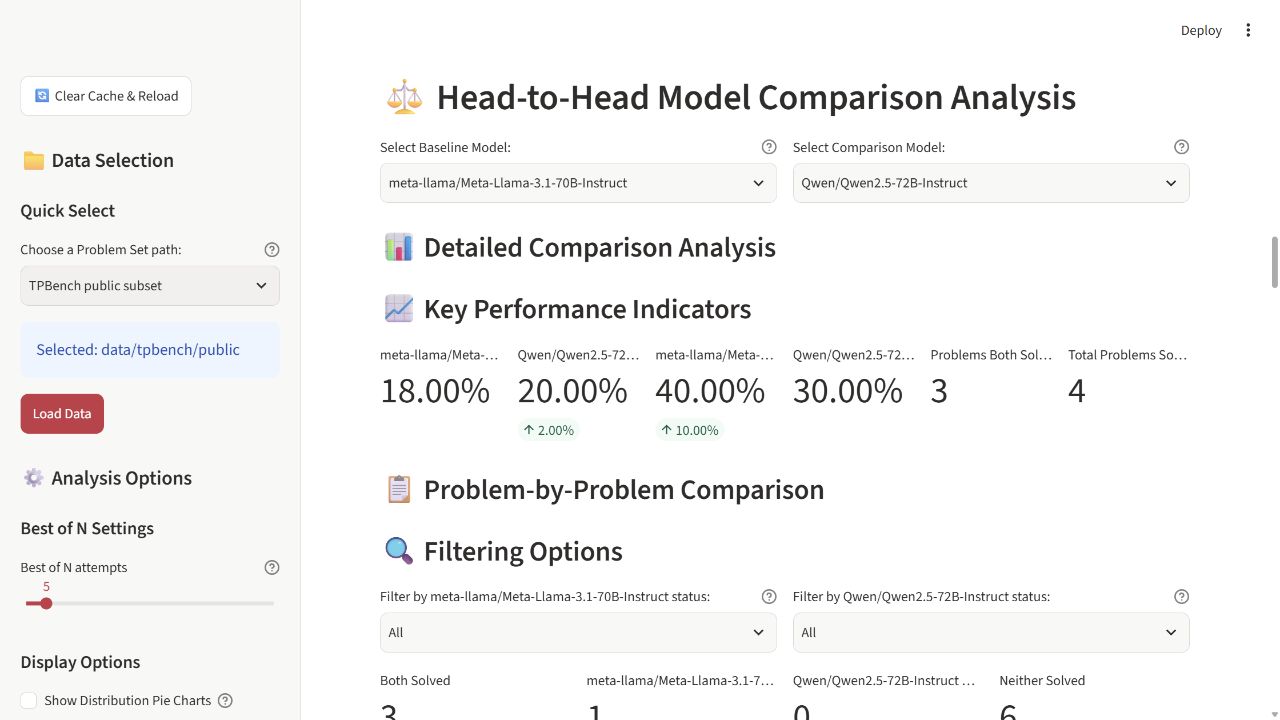 Deploy
Clear Cache & Reload
Data Selection
Quick Select
Choose a Problem Set path:
TPBench public subset
Selected: data/tpbench/public
Load Data
Analysis Options
Best of N Settings
Best of N attempts
5
Display Options
Show Distribution Pie Charts
Head-to-Head Model Comparison Analysis
Select Baseline Model:
meta-llama/Meta-Llama-3.1-70B-Instruct
Select Comparison Model:
Qwen/Qwen2.5-72B-Instruct
Detailed Comparison Analysis
Key Performance Indicators
meta-llama/Meta-…
18.00%
Qwen/Qwen2.5-72…
20.00%
↑ 2.00%
meta-llama/Meta-…
40.00%
↑ 10.00%
Qwen/Qwen2.5-72…
30.00%
Problems Both Sol…
3
Total Problems So…
4
Problem-by-Problem Comparison
Filtering Options
Filter by meta-llama/Meta-Llama-3.1-70B-Instruct status:
All
Filter by Qwen/Qwen2.5-72B-Instruct status:
All
Both Solved
3
meta-llama/Meta-Llama-3.1-7…
1
Qwen/Qwen2.5-72B-Instruct …
0
Neither Solved
6